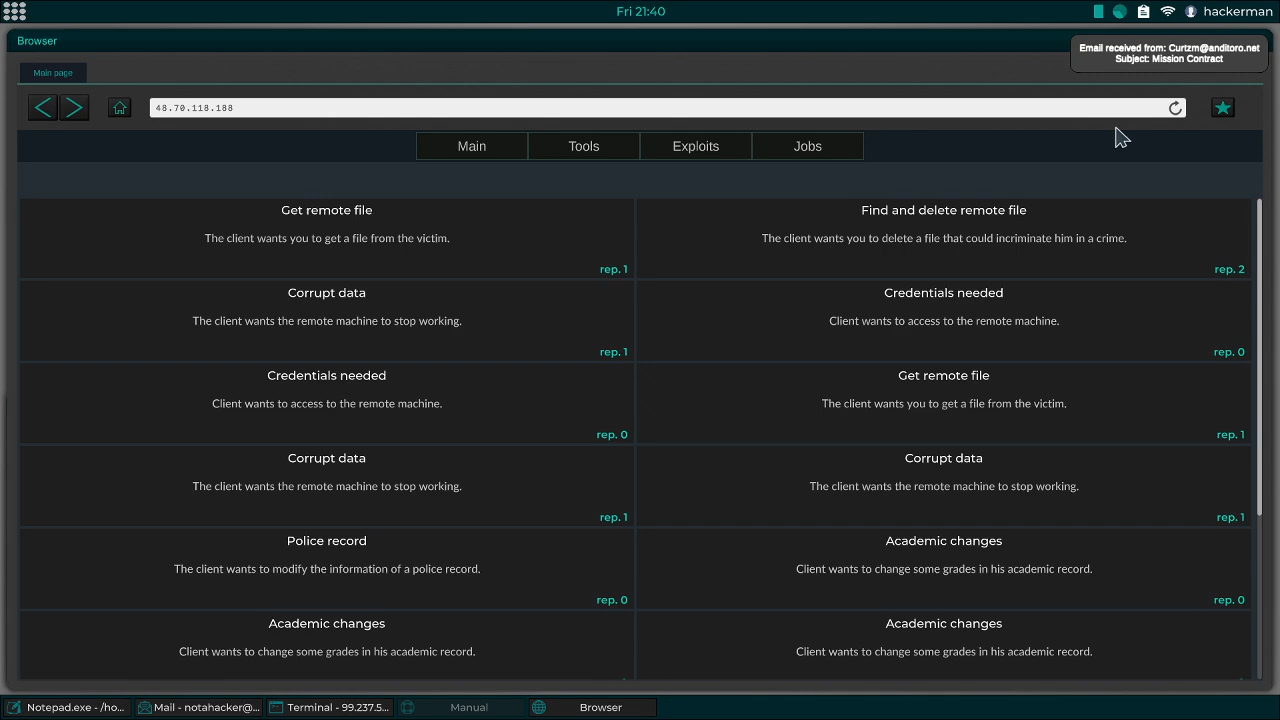 Fri 21:40
hackerman
Browser
Email received from: Curtzm@anditoro.net
Subject: Mission Contract
Main page
48.70.118.188
Main
Tools
Exploits
Jobs
Get remote file
The client wants you to get a file from the victim.
rep. 1
Find and delete remote file
The client wants you to delete a file that could incriminate him in a crime.
rep. 2
Corrupt data
The client wants the remote machine to stop working.
rep. 1
Credentials needed
Client wants to access to the remote machine.
rep. 0
Credentials needed
Client wants to access to the remote machine.
rep. 0
Get remote file
The client wants you to get a file from the victim.
rep. 1
Corrupt data
The client wants the remote machine to stop working.
rep. 1
Corrupt data
The client wants the remote machine to stop working.
rep. 1
Police record
The client wants to modify the information of a police record.
rep. 0
Academic changes
Client wants to change some grades in his academic record.
rep. 0
Academic changes
Client wants to change some grades in his academic record.
Academic changes
Client wants to change some grades in his academic record.
Notepad.exe - /ho...
Mail - notahacker@...
Terminal - 99.237.5...
Manual
Browser